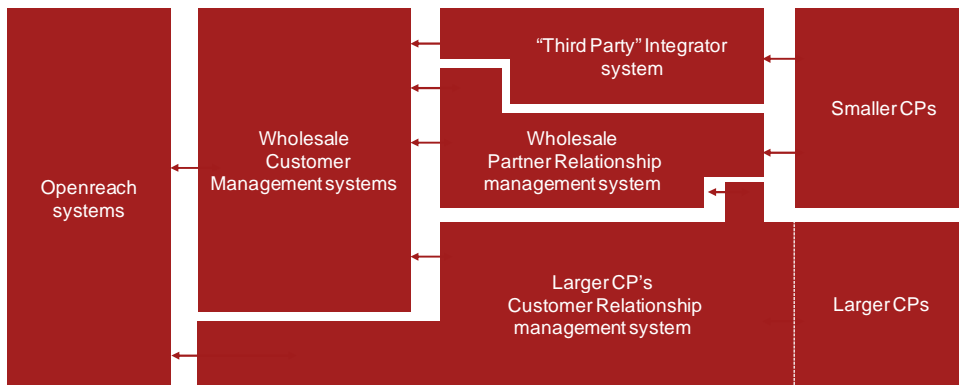 Openreach
systems
Wholesale
Customer
Management systems
“Third Party” Integrator
system
Wholesale
Partner Relationship
management system
Larger CP’s
Customer Relationship
management system
Smaller CPs
Larger CPs